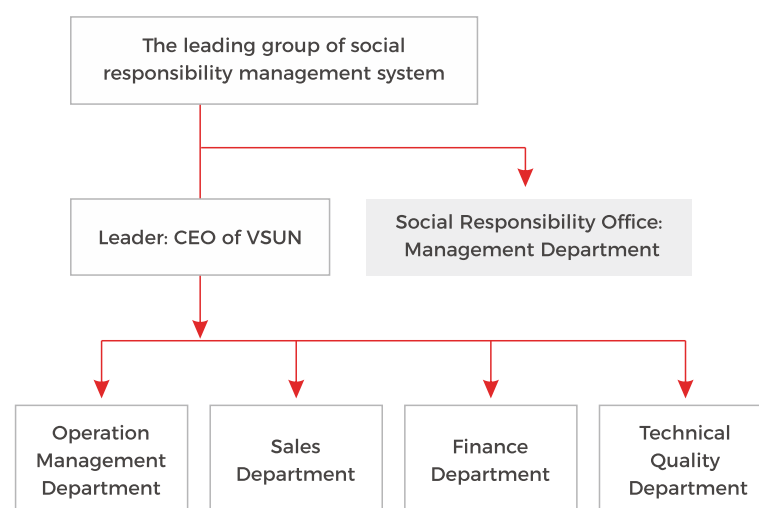 The leading group of social
responsibility management system
Leader: CEO of VSUN
Social Responsibility Office:
Management Department
Operation
Management
Department
Sales
Department
Finance
Department
Technical
Quality
Department